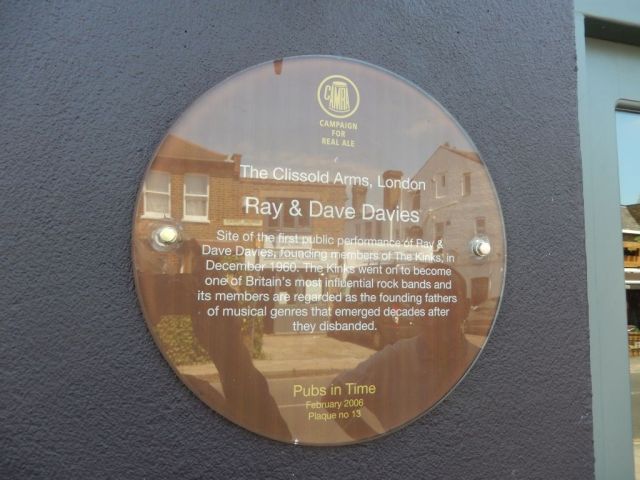 CAMRA
CAMPAIGN
FOR
REAL ALE
The Clissold Arms, London
Ray & Dave Davies
Site of the first public performance of Ray &
Dave Davies, founding members of The Kinks, in
December 1960. The Kinks went on to become
one of Britain's most influential rock bands and
its members are regarded as the founding fathers
of musical genres that emerged decades after
they disbanded.
Pubs in Time
February 2006
Plaque no 13